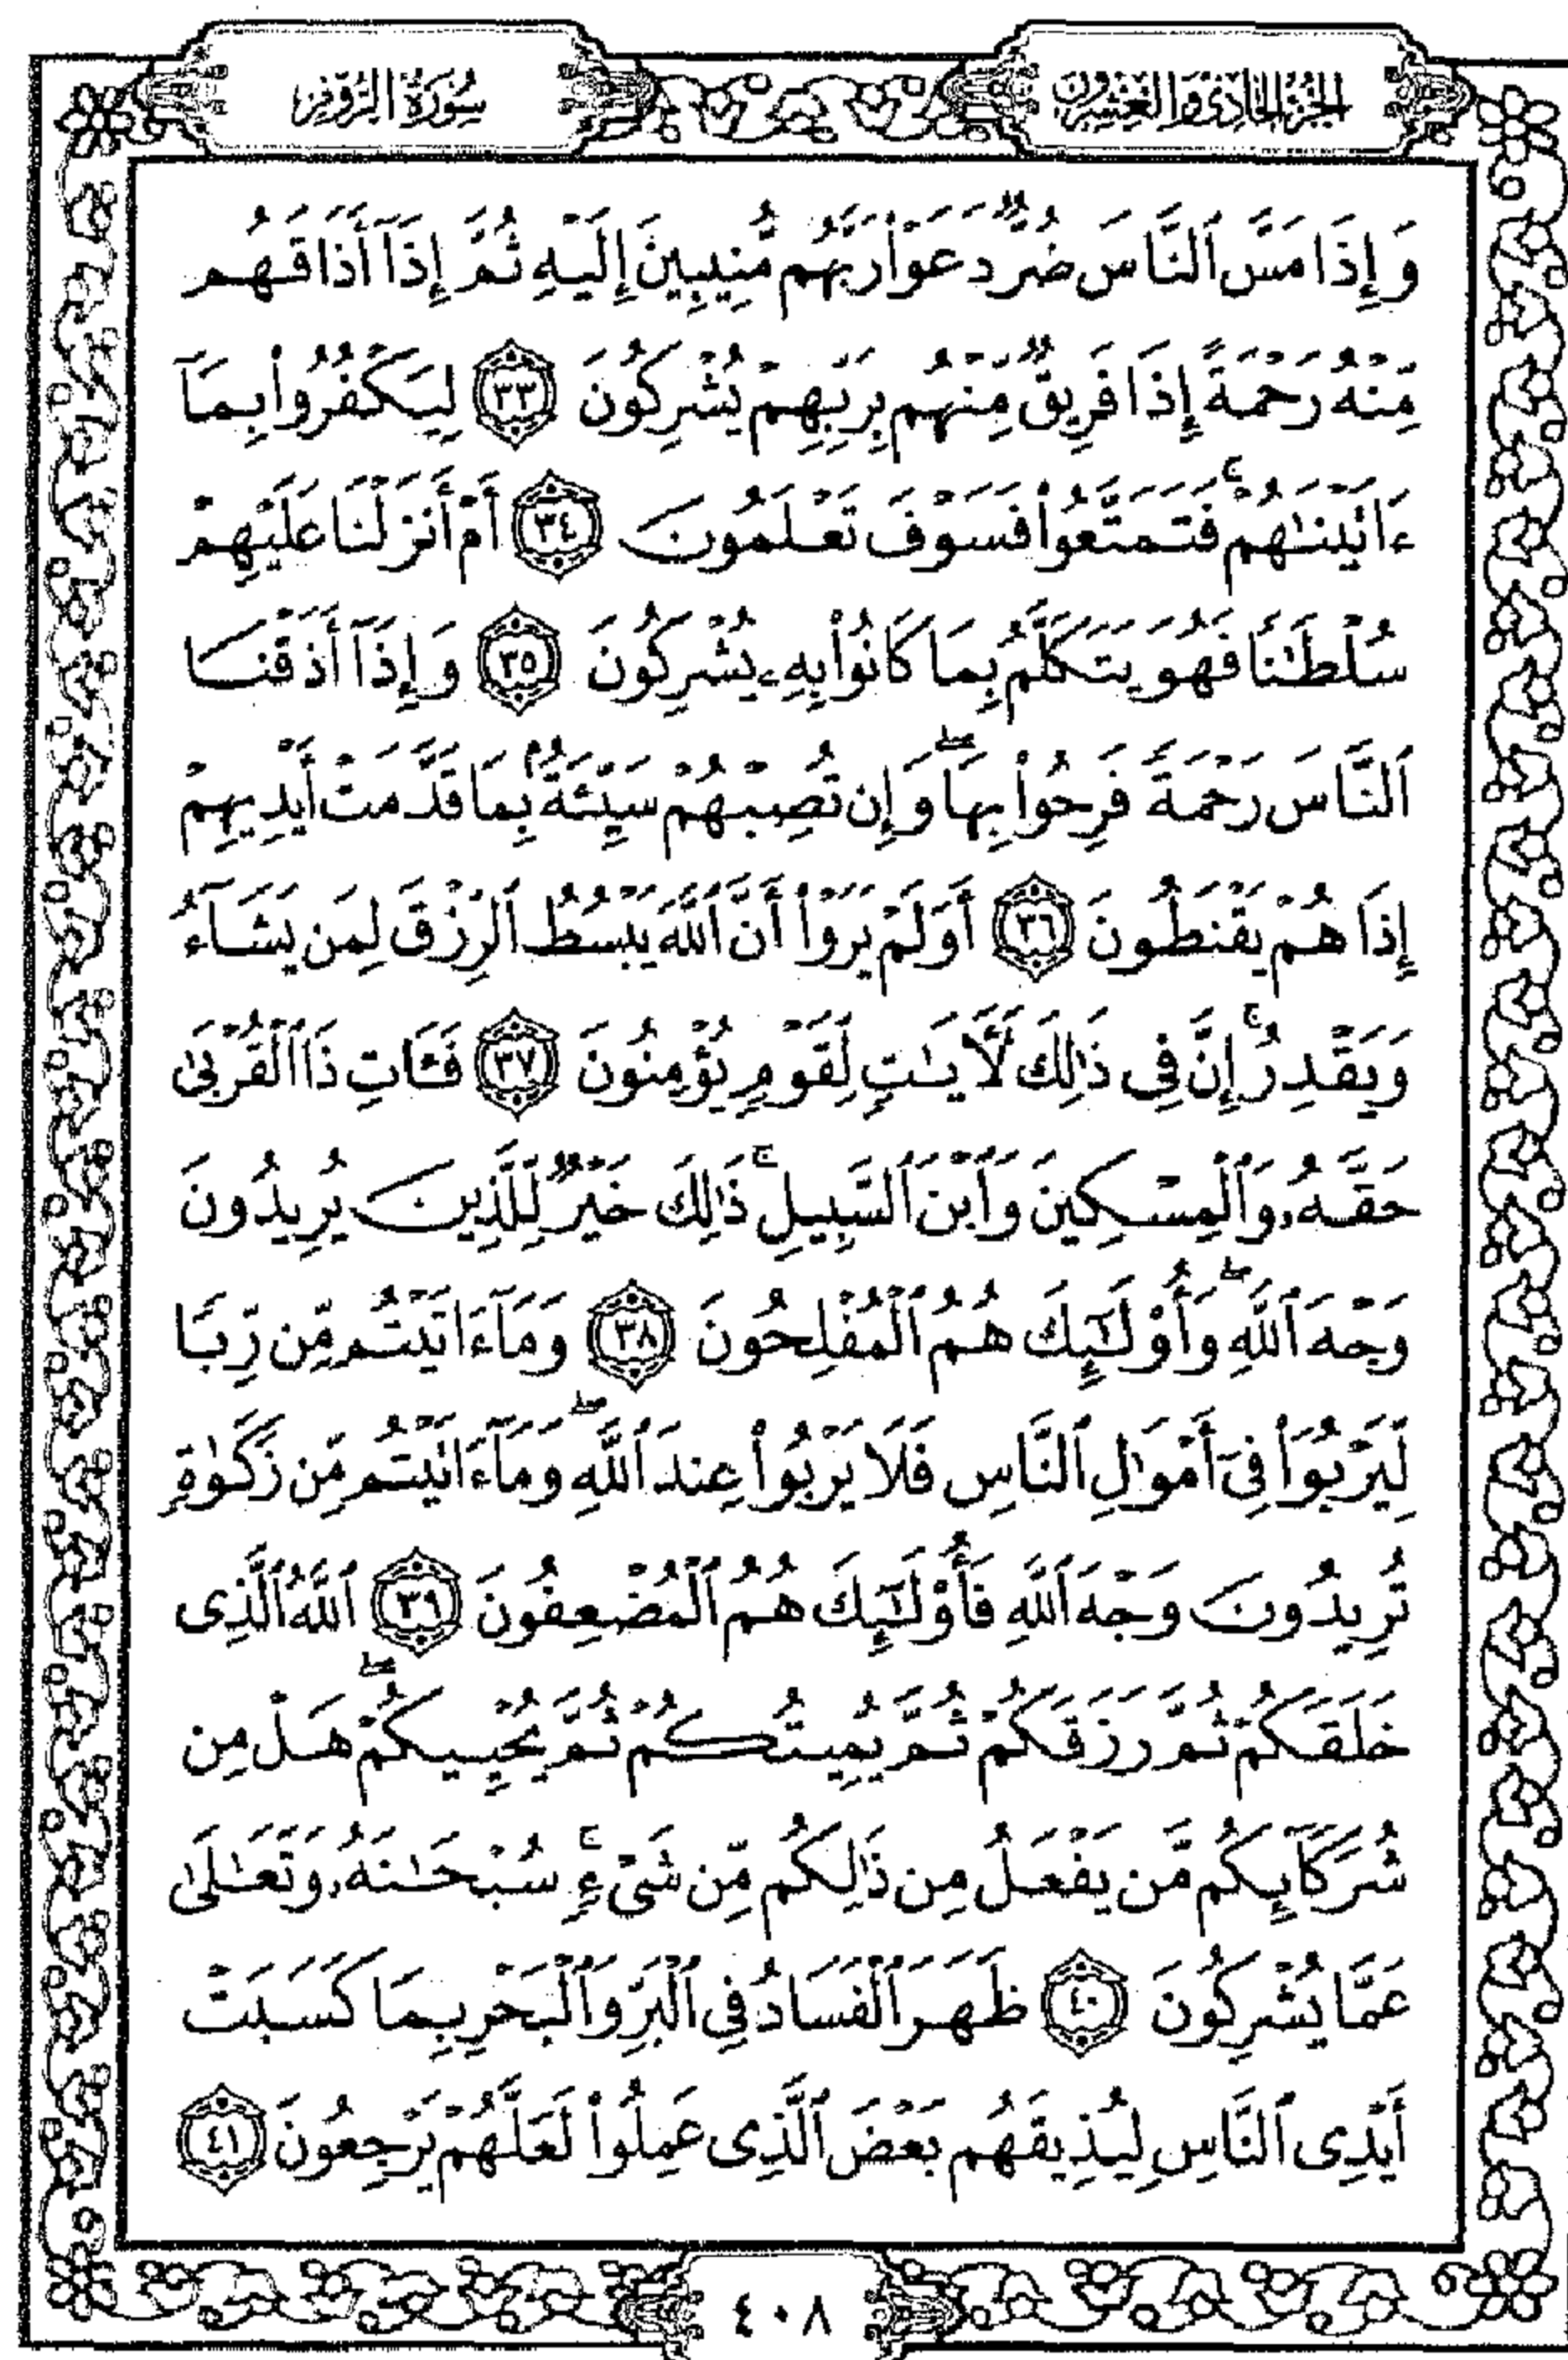 الجزء الحادي والعشرون
سورة الروم
وَإِذَا مَسَّ ٱلنَّاسَ ضُرٌّ دَعَوْا۟ رَبَّهُم مُّنِيبِينَ إِلَيْهِ ثُمَّ إِذَآ أَذَاقَهُم
مِّنْهُ رَحْمَةً إِذَا فَرِيقٌ مِّنْهُم بِرَبِّهِمْ يُشْرِكُونَ ٣٣ لِيَكْفُرُوا۟ بِمَآ
ءَاتَيْنَـٰهُمْ ۚ فَتَمَتَّعُوا۟ فَسَوْفَ تَعْلَمُونَ ٣٤ أَمْ أَنزَلْنَا عَلَيْهِمْ
سُلْطَـٰنًا فَهُوَ يَتَكَلَّمُ بِمَا كَانُوا۟ بِهِۦ يُشْرِكُونَ ٣٥ وَإِذَآ أَذَقْنَا
ٱلنَّاسَ رَحْمَةً فَرِحُوا۟ بِهَا ۖ وَإِن تُصِبْهُمْ سَيِّئَةٌۢ بِمَا قَدَّمَتْ أَيْدِيهِمْ
إِذَا هُمْ يَقْنَطُونَ ٣٦ أَوَلَمْ يَرَوْا۟ أَنَّ ٱللَّهَ يَبْسُطُ ٱلرِّزْقَ لِمَن يَشَآءُ
وَيَقْدِرُ ۚ إِنَّ فِى ذَٰلِكَ لَـَٔايَـٰتٍ لِّقَوْمٍ يُؤْمِنُونَ ٣٧ فَـَٔاتِ ذَا ٱلْقُرْبَىٰ
حَقَّهُۥ وَٱلْمِسْكِينَ وَٱبْنَ ٱلسَّبِيلِ ۚ ذَٰلِكَ خَيْرٌ لِّلَّذِينَ يُرِيدُونَ
وَجْهَ ٱللَّهِ ۖ وَأُو۟لَـٰٓئِكَ هُمُ ٱلْمُفْلِحُونَ ٣٨ وَمَآ ءَاتَيْتُم مِّن رِّبًا
لِّيَرْبُوَا۟ فِىٓ أَمْوَٰلِ ٱلنَّاسِ فَلَا يَرْبُوا۟ عِندَ ٱللَّهِ ۖ وَمَآ ءَاتَيْتُم مِّن زَكَوٰةٍ
تُرِيدُونَ وَجْهَ ٱللَّهِ فَأُو۟لَـٰٓئِكَ هُمُ ٱلْمُضْعِفُونَ ٣٩ ٱللَّهُ ٱلَّذِى
خَلَقَكُمْ ثُمَّ رَزَقَكُمْ ثُمَّ يُمِيتُكُمْ ثُمَّ يُحْيِيكُمْ ۖ هَلْ مِن
شُرَكَآئِكُم مَّن يَفْعَلُ مِن ذَٰلِكُم مِّن شَىْءٍ ۚ سُبْحَـٰنَهُۥ وَتَعَـٰلَىٰ
عَمَّا يُشْرِكُونَ ٤٠ ظَهَرَ ٱلْفَسَادُ فِى ٱلْبَرِّ وَٱلْبَحْرِ بِمَا كَسَبَتْ
أَيْدِى ٱلنَّاسِ لِيُذِيقَهُم بَعْضَ ٱلَّذِى عَمِلُوا۟ لَعَلَّهُمْ يَرْجِعُونَ ٤١
٤٠٨